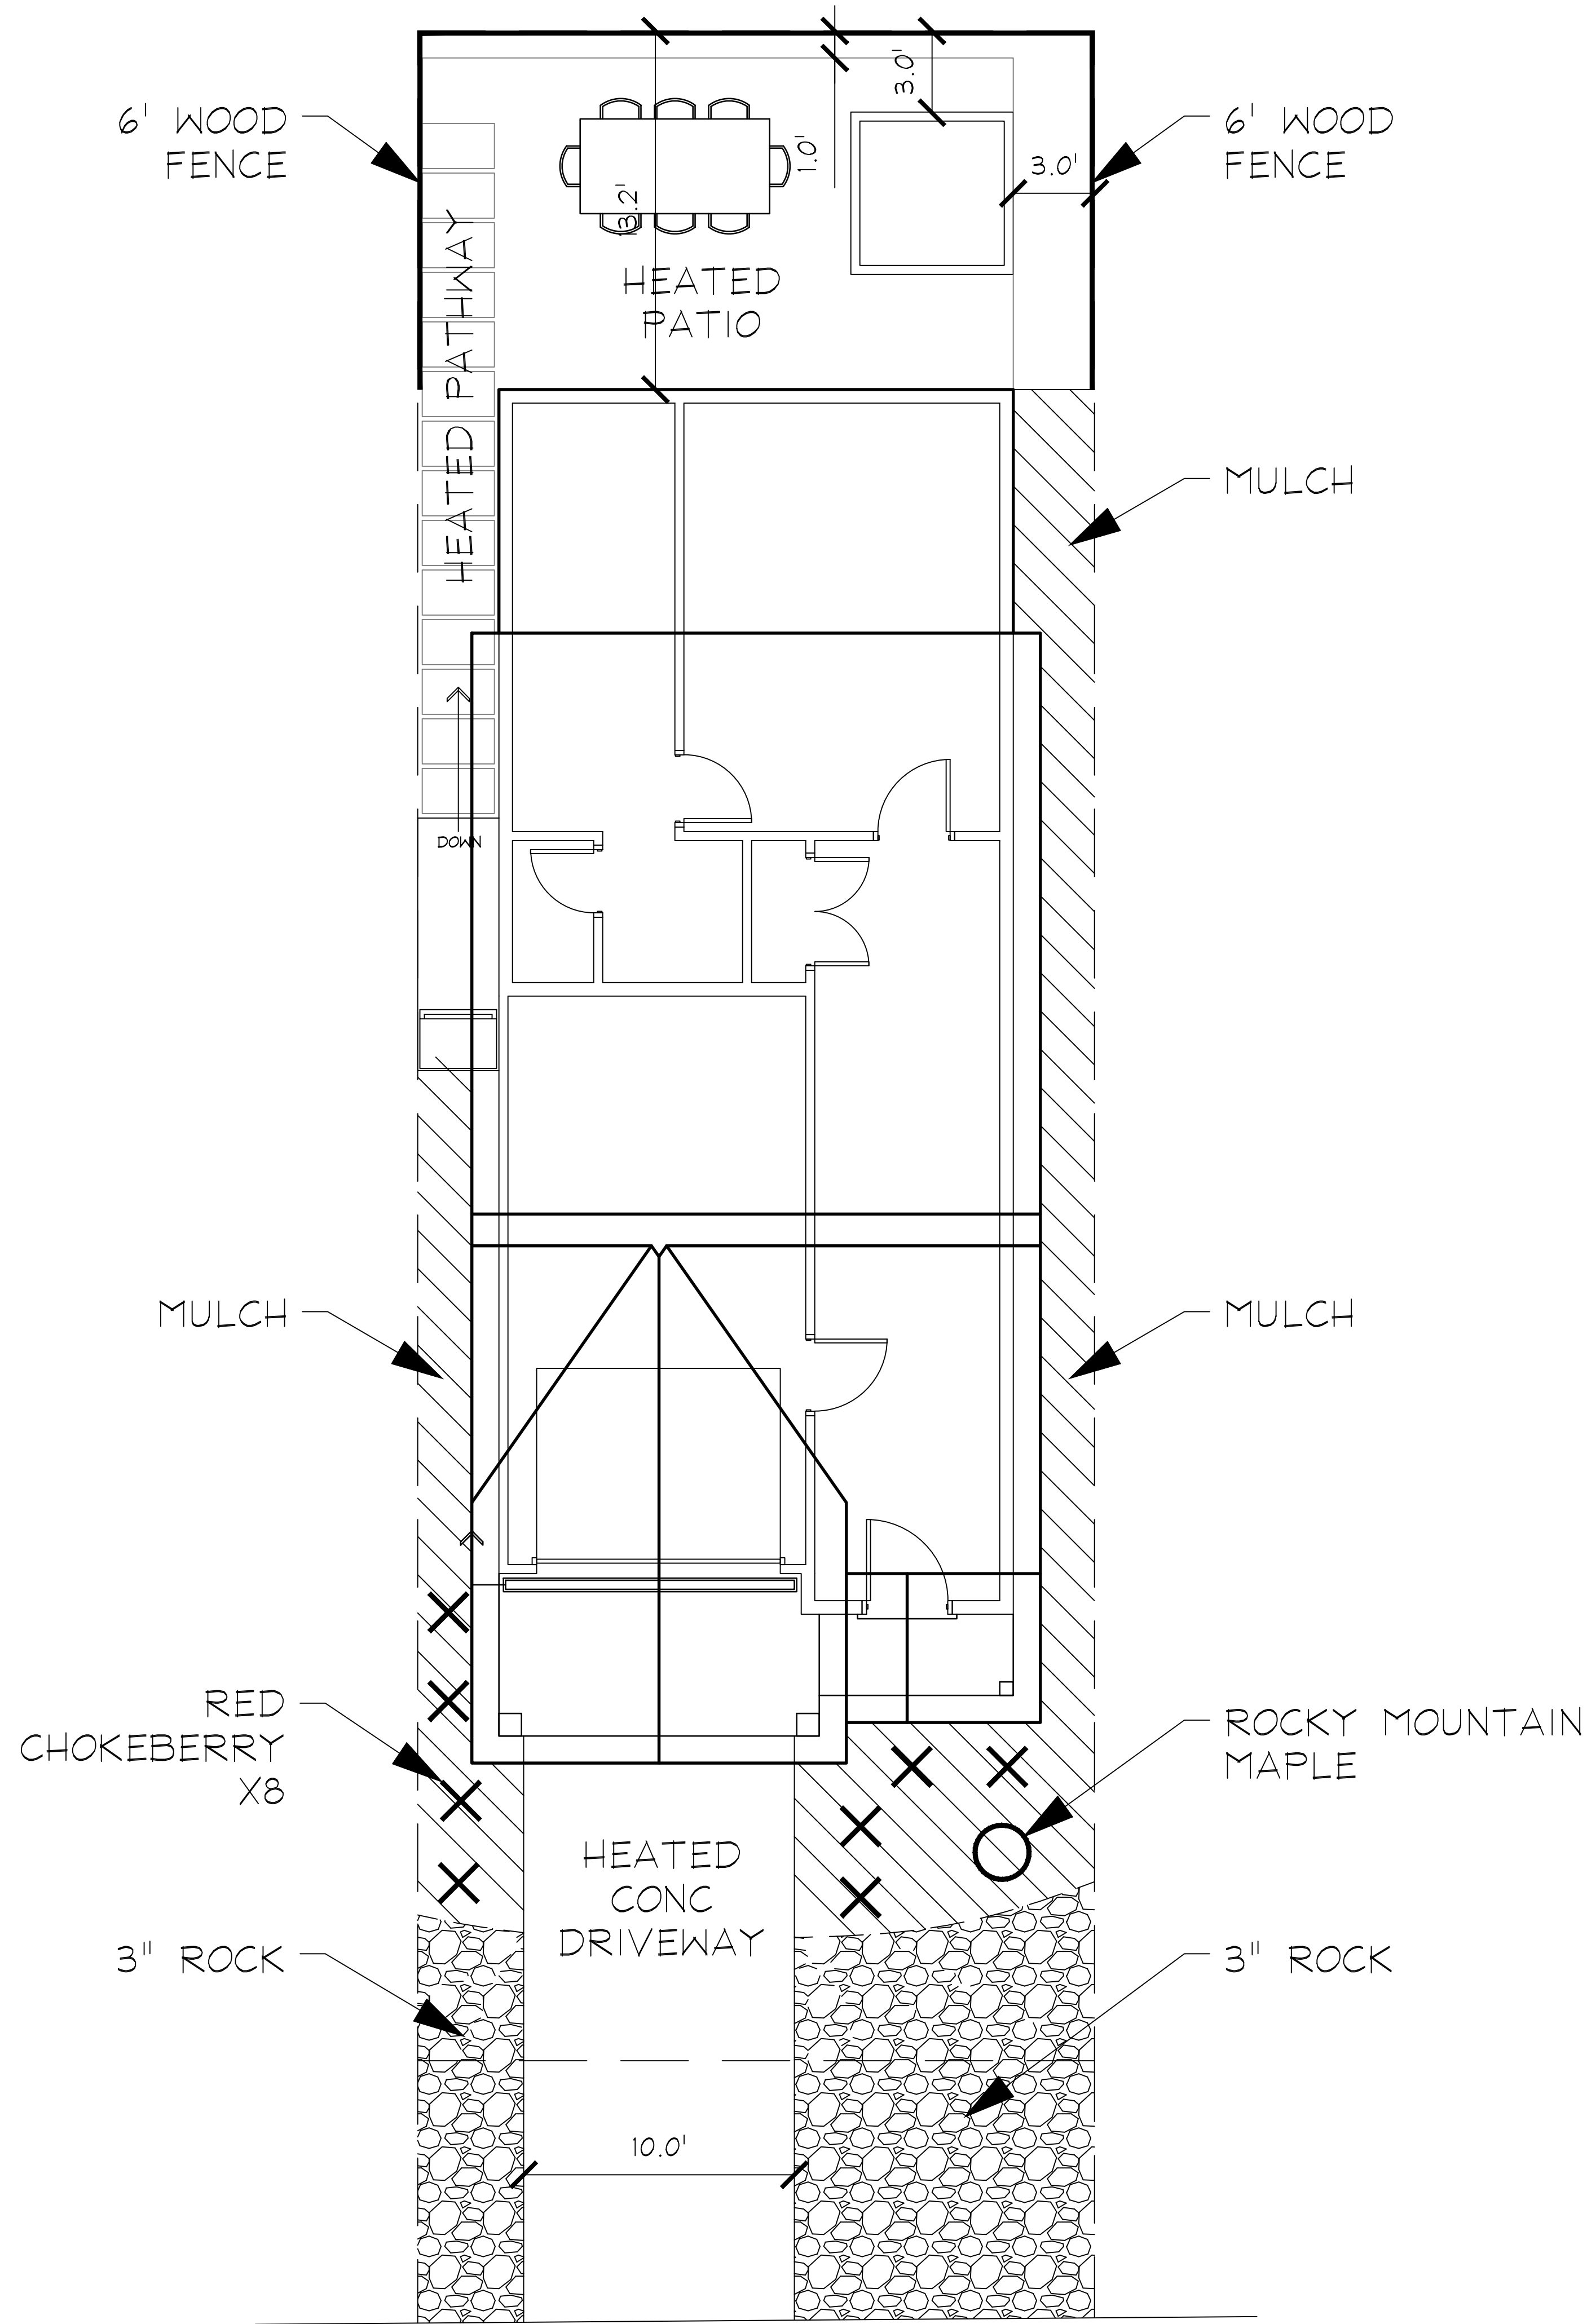 3.0'
6' WOOD
FENCE
6' WOOD
FENCE
1.0'
3.0'
13.2'
HEATED
PATIO
HEATED PATHWAY
MULCH
DOWN
MULCH
MULCH
RED
CHOKEBERRY
X8
ROCKY MOUNTAIN
MAPLE
HEATED
CONC
DRIVEWAY
3" ROCK
3" ROCK
10.0'